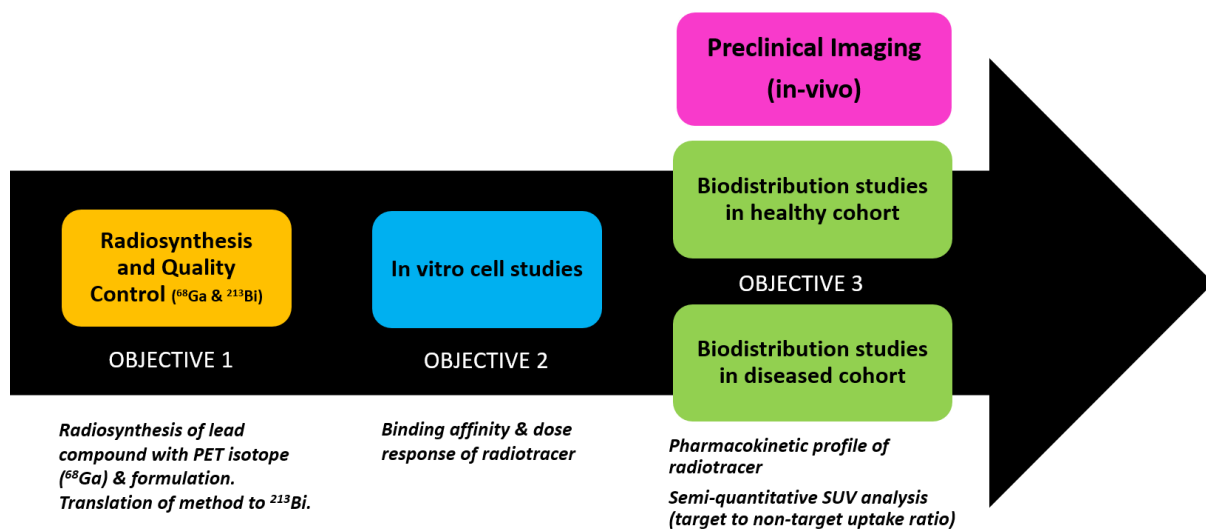 Radiosynthesis
and Quality
Control (⁶⁸Ga & ²¹³Bi)
OBJECTIVE 1
Radiosynthesis of lead
compound with PET isotope
(⁶⁸Ga) & formulation.
Translation of method to ²¹³Bi.
In vitro cell studies
OBJECTIVE 2
Binding affinity & dose
response of radiotracer
Preclinical Imaging
(in-vivo)
Biodistribution studies
in healthy cohort
OBJECTIVE 3
Biodistribution studies
in diseased cohort
Pharmacokinetic profile of
radiotracer
Semi-quantitative SUV analysis
(target to non-target uptake ratio)